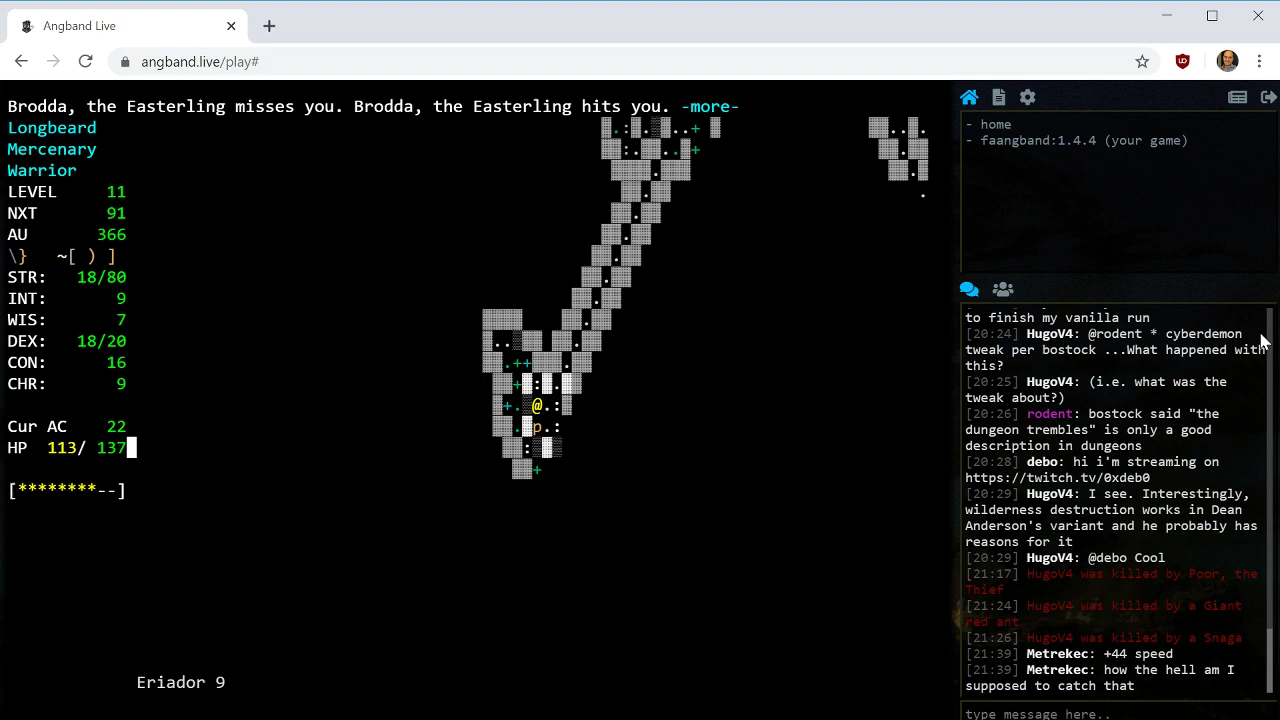 Angband Live
angband.live/play#
Brodda, the Easterling misses you. Brodda, the Easterling hits you. -more-
Longbeard
Mercenary
Warrior
LEVEL 11
NXT 91
AU 366
\} ~[ ) ]
STR: 18/80
INT: 9
WIS: 7
DEX: 18/20
CON: 16
CHR: 9
Cur AC 22
HP 113/ 137
[********--]
Eriador 9
- home
- faangband:1.4.4 (your game)
to finish my vanilla run
[20:24] HugoV4: @rodent * cyberdemon
tweak per bostock ...What happened with
this?
[20:25] HugoV4: (i.e. what was the
tweak about?)
[20:26] rodent: bostock said "the
dungeon trembles" is only a good
description in dungeons
[20:28] debo: hi i'm streaming on
https://twitch.tv/0xdeb0
[20:29] HugoV4: I see. Interestingly,
wilderness destruction works in Dean
Anderson's variant and he probably has
reasons for it
[20:29] HugoV4: @debo Cool
[21:17] HugoV4 was killed by Poor, the
Thief
[21:24] HugoV4 was killed by a Giant
red ant
[21:26] HugoV4 was killed by a Snaga
[21:39] Metrekec: +44 speed
[21:39] Metrekec: how the hell am I
supposed to catch that
type message here..